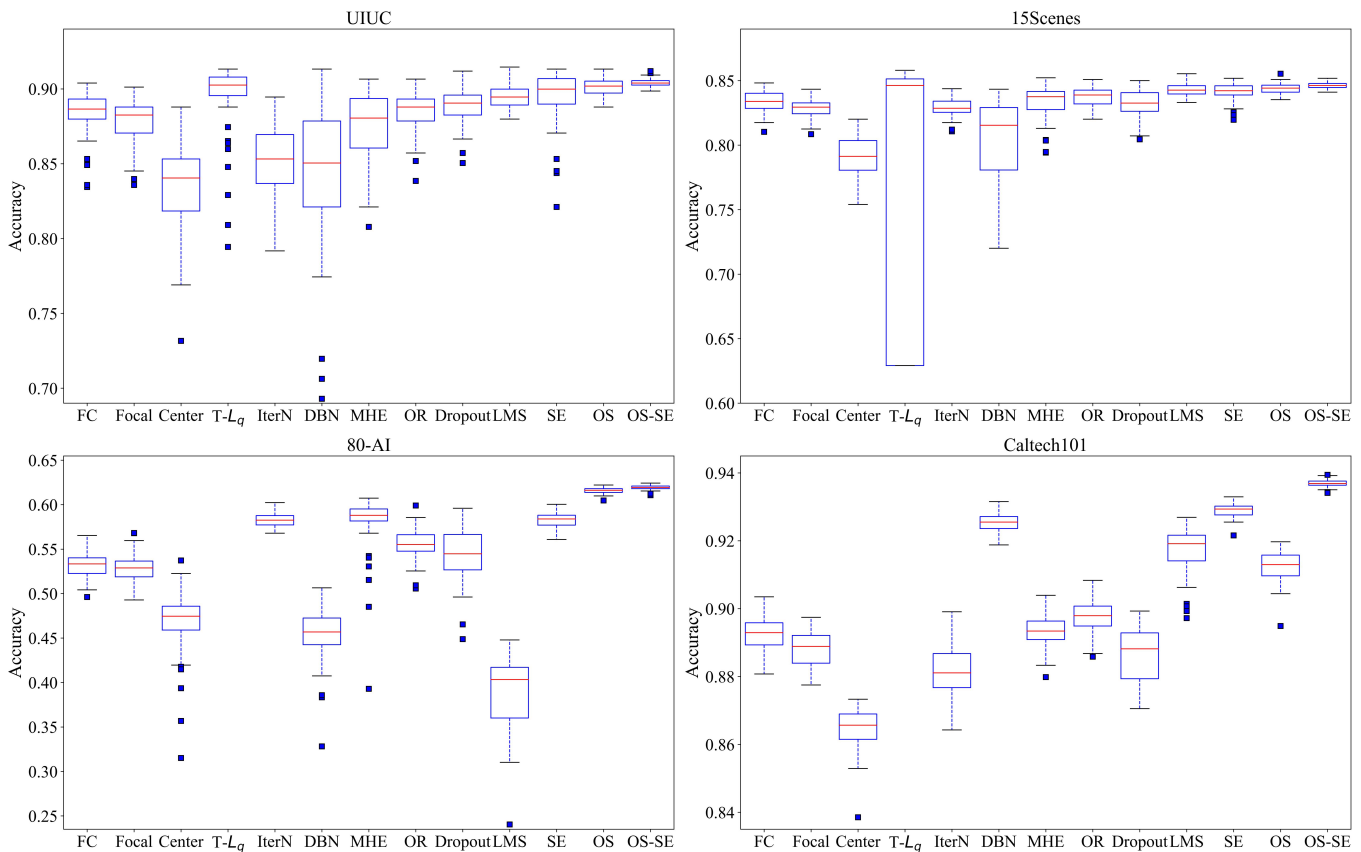 UIUC
Accuracy
0.90
0.85
0.80
0.75
0.70
FC Focal Center T-Lq IterN DBN MHE OR Dropout LMS SE OS OS-SE
15Scenes
Accuracy
0.85
0.80
0.75
0.70
0.65
0.60
FC Focal Center T-Lq IterN DBN MHE OR Dropout LMS SE OS OS-SE
80-AI
Accuracy
0.65
0.60
0.55
0.50
0.45
0.40
0.35
0.30
0.25
FC Focal Center T-Lq IterN DBN MHE OR Dropout LMS SE OS OS-SE
Caltech101
Accuracy
0.94
0.92
0.90
0.88
0.86
0.84
FC Focal Center T-Lq IterN DBN MHE OR Dropout LMS SE OS OS-SE